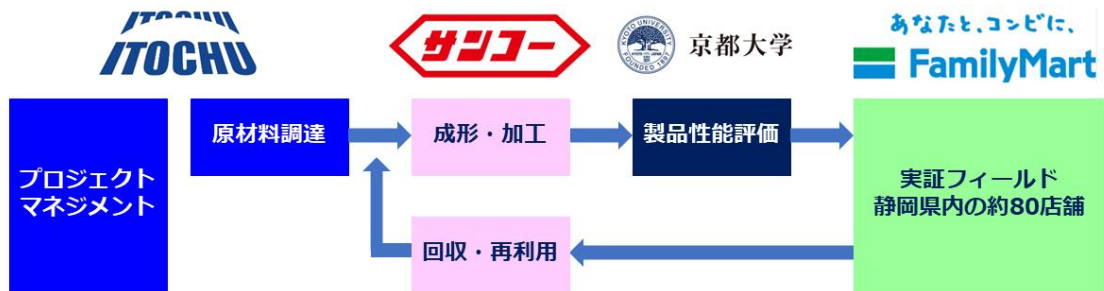 ITOCHU
サンコー
KYOTO UNIVERSITY
FOUNDED 1897
京都大学
あなたと、コンビに、
FamilyMart
プロジェクト
マネジメント
原材料調達
成形・加工
製品性能評価
実証フィールド
静岡県内の約80店舗
回収・再利用